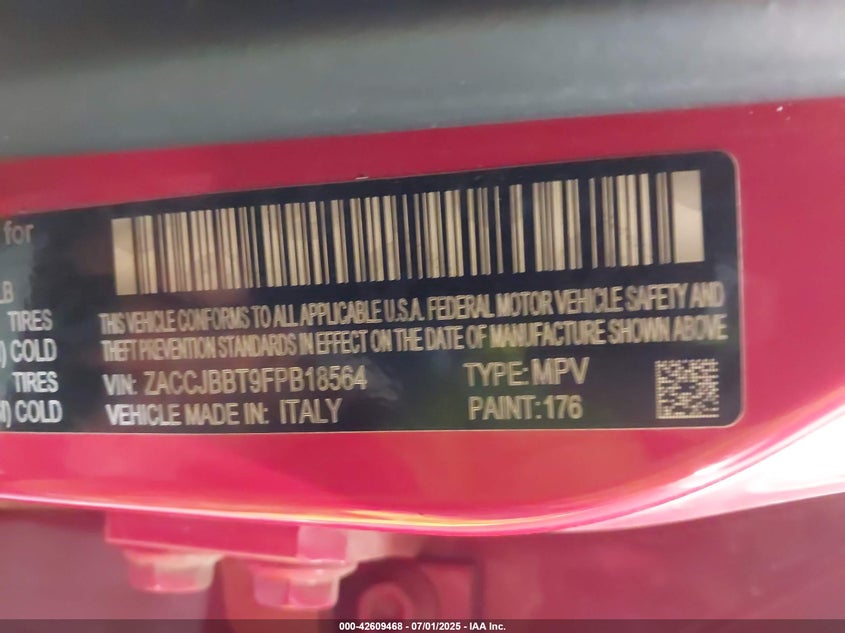 for
LB
TIRES
) COLD
TIRES
I) COLD
THIS VEHICLE CONFORMS TO ALL APPLICABLE U.S.A. FEDERAL MOTOR VEHICLE SAFETY AND
THEFT PREVENTION STANDARDS IN EFFECT ON THE DATE OF MANUFACTURE SHOWN ABOVE
VIN: ZACCJBBT9FPB18564 TYPE: MPV
VEHICLE MADE IN: ITALY PAINT: 176
000-42609468 - 07/01/2025 - IAA Inc.